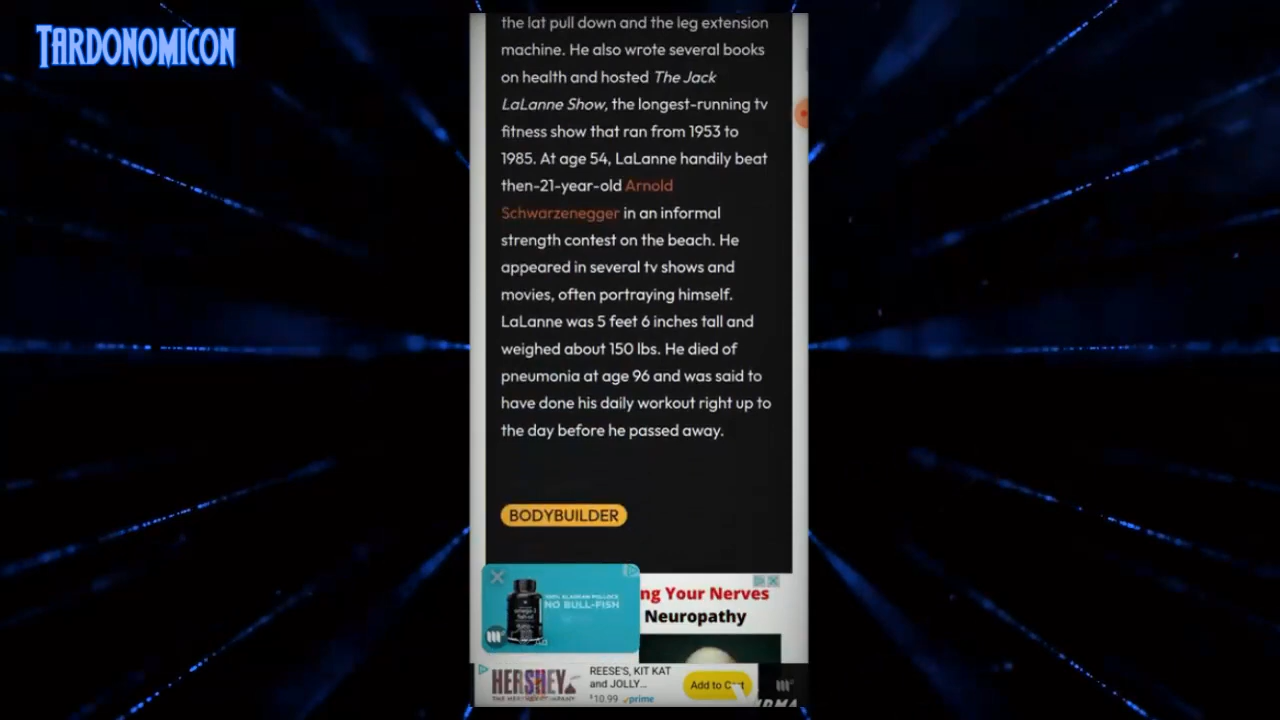 TARDONOMICON
the lat pull down and the leg extension
machine. He also wrote several books
on health and hosted The Jack
LaLanne Show, the longest-running tv
fitness show that ran from 1953 to
1985. At age 54, LaLanne handily beat
then-21-year-old Arnold
Schwarzenegger in an informal
strength contest on the beach. He
appeared in several tv shows and
movies, often portraying himself.
LaLanne was 5 feet 6 inches tall and
weighed about 150 lbs. He died of
pneumonia at age 96 and was said to
have done his daily workout right up to
the day before he passed away.
BODYBUILDER
100% ALASKAN POLLOCK
NO BULL-FISH
ng Your Nerves
Neuropathy
HERSHEY
THE HERSHEY COMPANY
REESE'S, KIT KAT
and JOLLY...
$10.99 prime
Add to